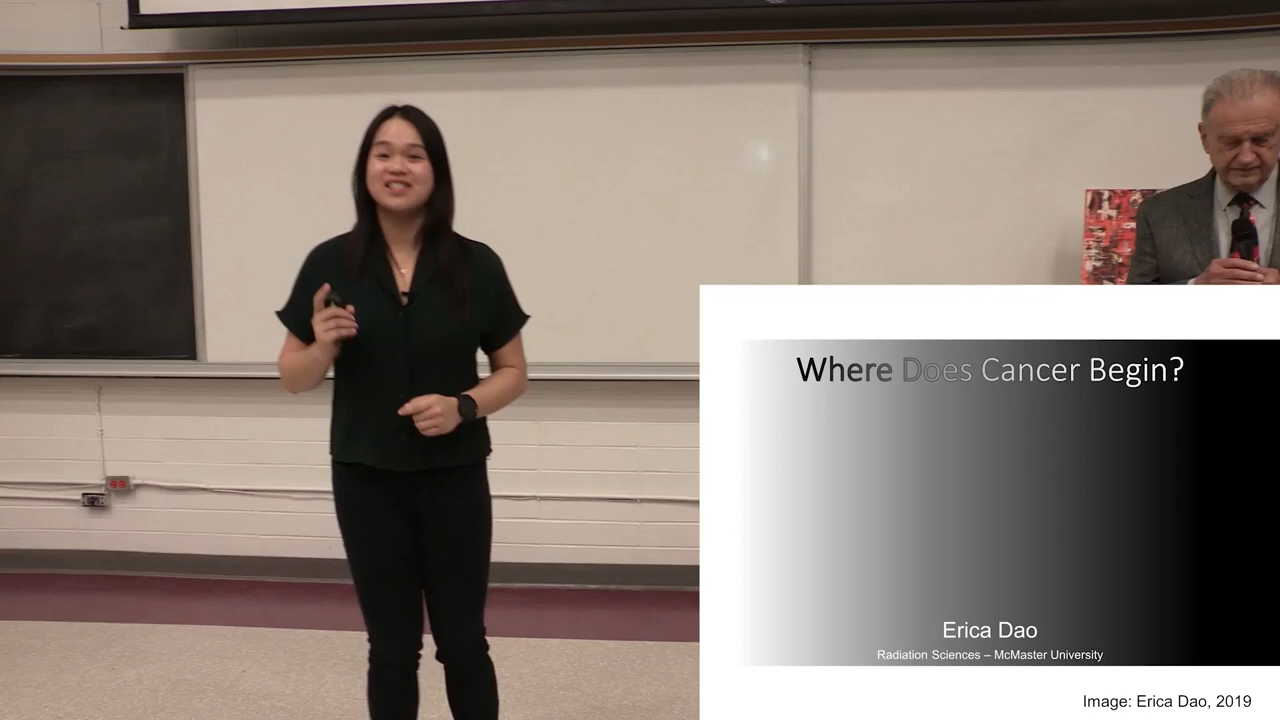 Where Does Cancer Begin?
Erica Dao
Radiation Sciences – McMaster University
Image: Erica Dao, 2019